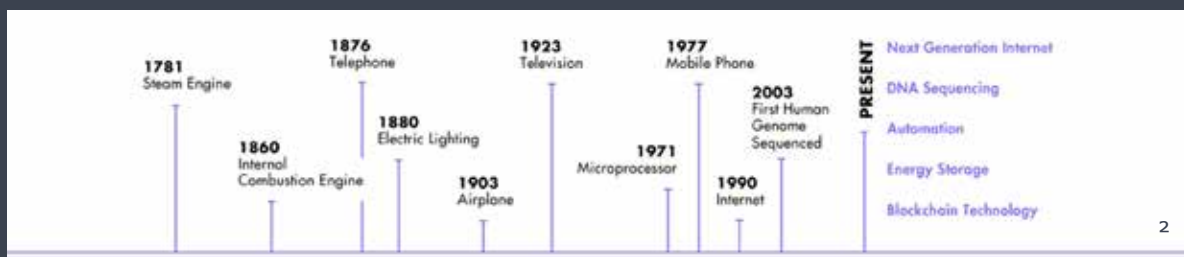 1781
Steam Engine
1860
Internal
Combustion Engine
1876
Telephone
1880
Electric Lighting
1903
Airplane
1923
Television
1971
Microprocessor
1977
Mobile Phone
1990
Internet
2003
First Human
Genome
Sequenced
PRESENT
Next Generation Internet
DNA Sequencing
Automation
Energy Storage
Blockchain Technology
2